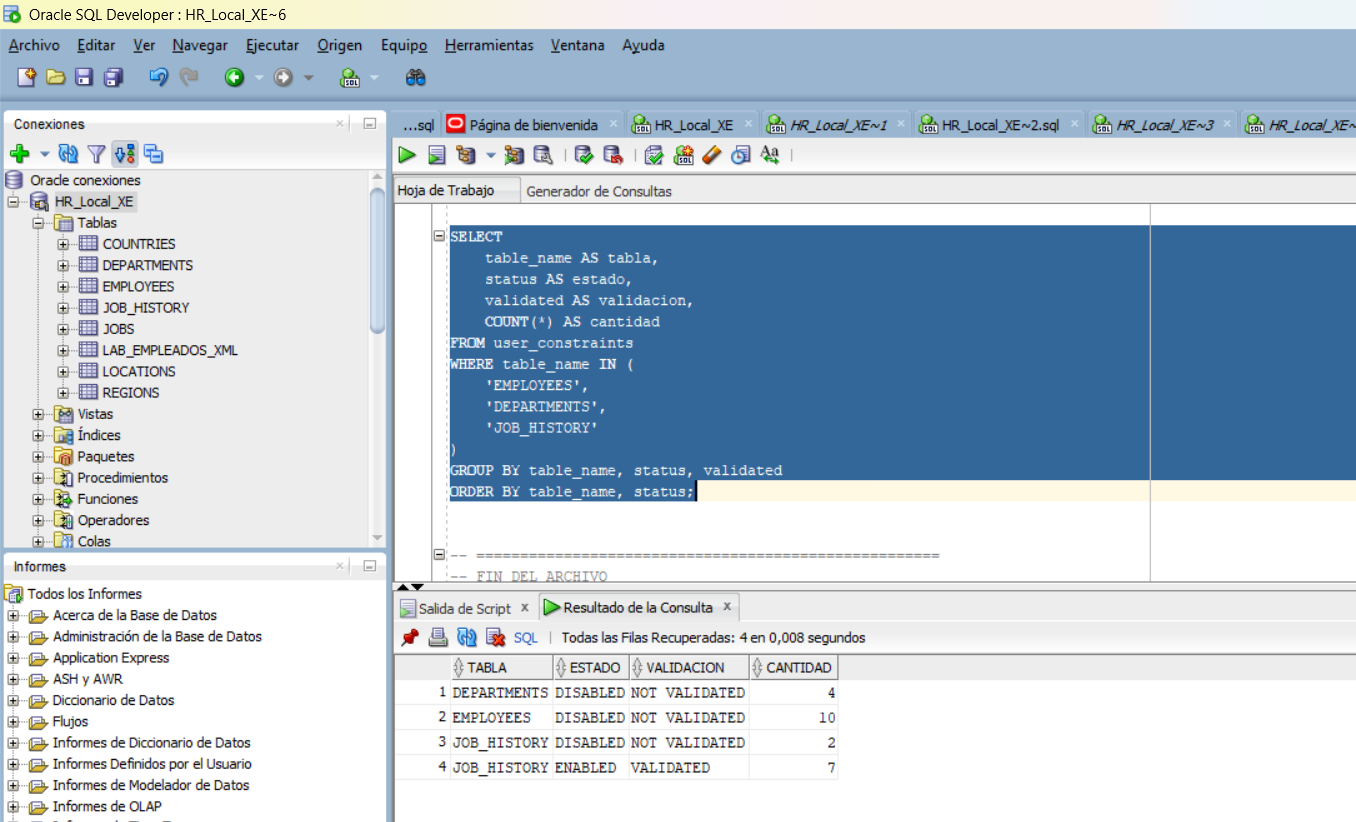 Oracle SQL Developer : HR_Local_XE~6
Archivo Editar Ver Navegar Ejecutar Origen Equipo Herramientas Ventana Ayuda
Conexiones
Oracle conexiones
HR_Local_XE
Tablas
COUNTRIES
DEPARTMENTS
EMPLOYEES
JOB_HISTORY
JOBS
LAB_EMPLEADOS_XML
LOCATIONS
REGIONS
Vistas
Índices
Paquetes
Procedimientos
Funciones
Operadores
Colas
Informes
Todos los Informes
Acerca de la Base de Datos
Administración de la Base de Datos
Application Express
ASH y AWR
Diccionario de Datos
Flujos
Informes de Diccionario de Datos
Informes Definidos por el Usuario
Informes de Modelador de Datos
Informes de OLAP
...sql Página de bienvenida HR_Local_XE HR_Local_XE~1 HR_Local_XE~2.sql HR_Local_XE~3 HR_Local_XE~
Hoja de Trabajo Generador de Consultas
SELECT
table_name AS tabla,
status AS estado,
validated AS validacion,
COUNT(*) AS cantidad
FROM user_constraints
WHERE table_name IN (
'EMPLOYEES',
'DEPARTMENTS',
'JOB_HISTORY'
)
GROUP BY table_name, status, validated
ORDER BY table_name, status;
-- =====================================================
-- FIN DEL ARCHIVO
Salida de Script x Resultado de la Consulta x
SQL | Todas las Filas Recuperadas: 4 en 0,008 segundos
TABLA ESTADO VALIDACION CANTIDAD
1 DEPARTMENTS DISABLED NOT VALIDATED 4
2 EMPLOYEES DISABLED NOT VALIDATED 10
3 JOB_HISTORY DISABLED NOT VALIDATED 2
4 JOB_HISTORY ENABLED VALIDATED 7